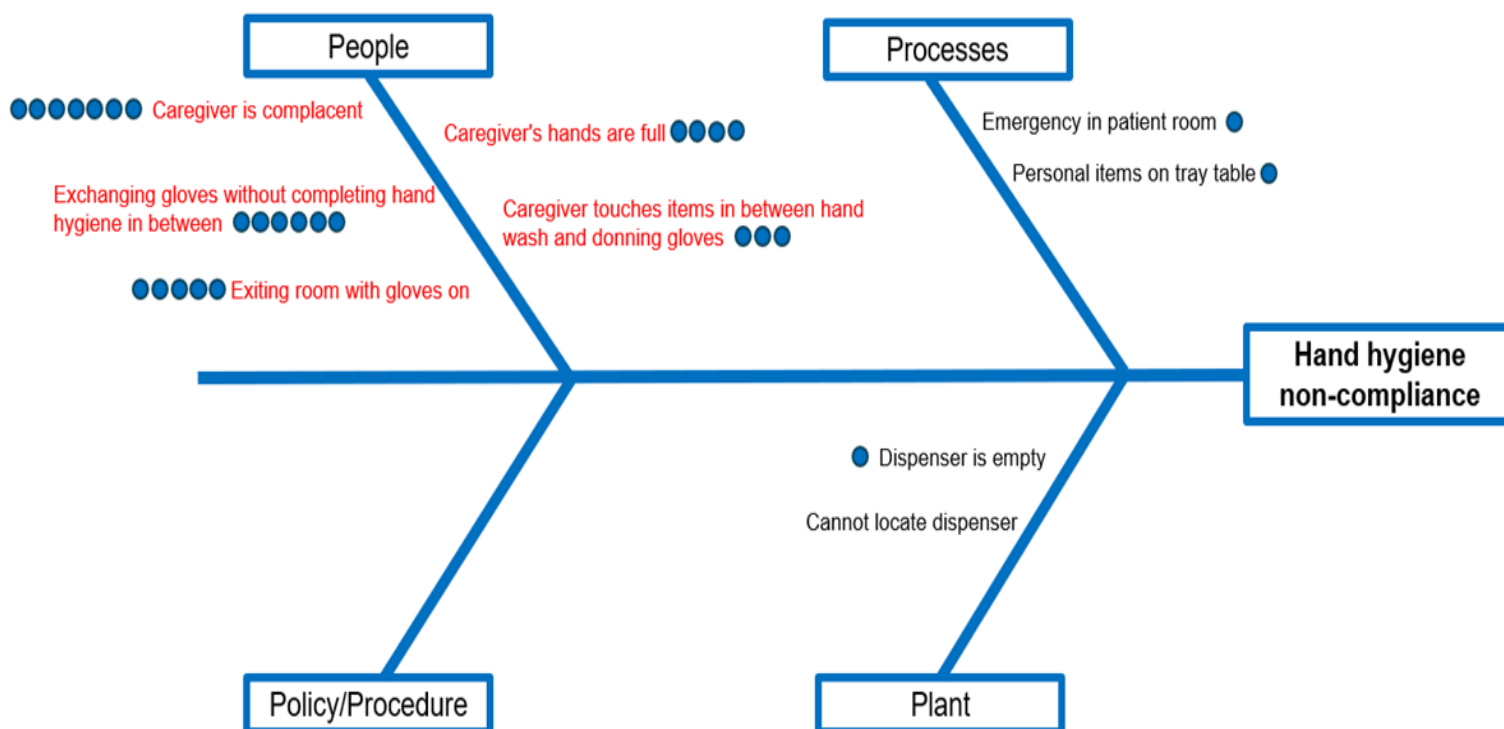 People
Processes
Caregiver is complacent
Caregiver's hands are full
Emergency in patient room
Personal items on tray table
Exchanging gloves without completing hand
hygiene in between
Caregiver touches items in between hand
wash and donning gloves
Exiting room with gloves on
Hand hygiene
non-compliance
Dispenser is empty
Cannot locate dispenser
Policy/Procedure
Plant